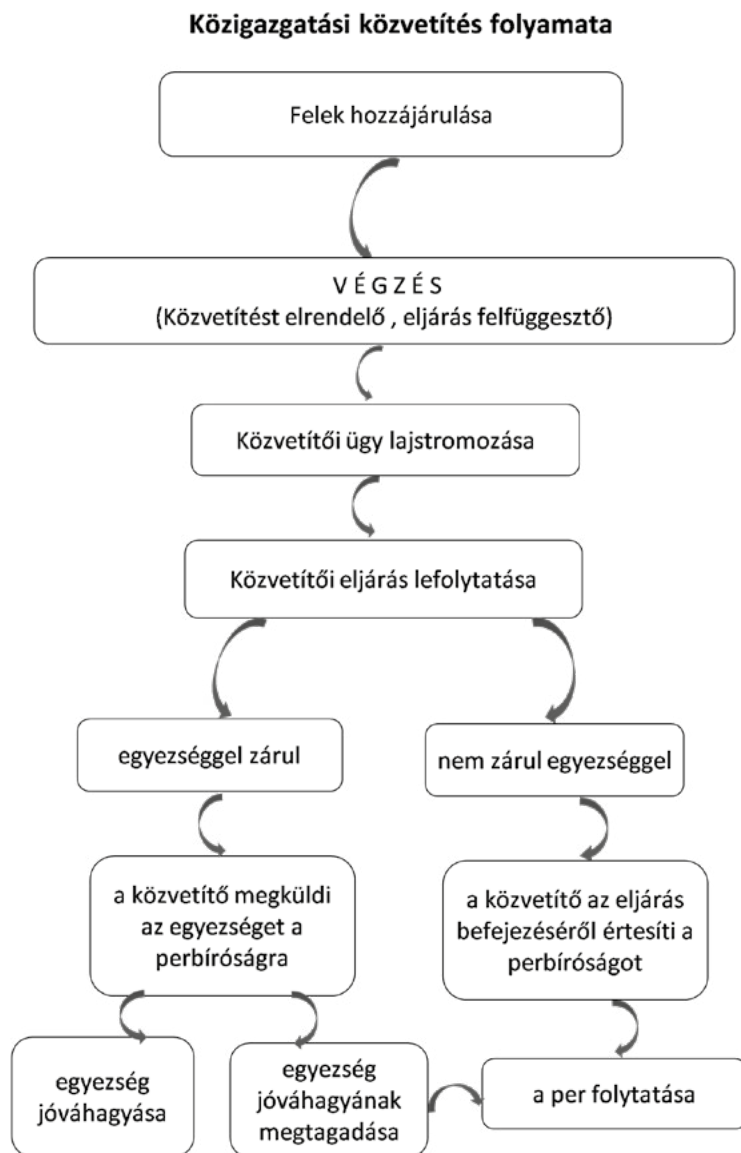 Közigazgatási közvetítés folyamata
Felek hozzájárulása
V É G Z É S
(Közvetítést elrendelő , eljárás felfüggesztő)
Közvetítői ügy lajstromozása
Közvetítői eljárás lefolytatása
egyezséggel zárul
nem zárul egyezséggel
a közvetítő megküldi
az egyezséget a
perbíróságra
a közvetítő az eljárás
befejezéséről értesíti a
perbíróságot
egyezség
jóváhagyása
egyezség
jóváhagyának
megtagadása
a per folytatása